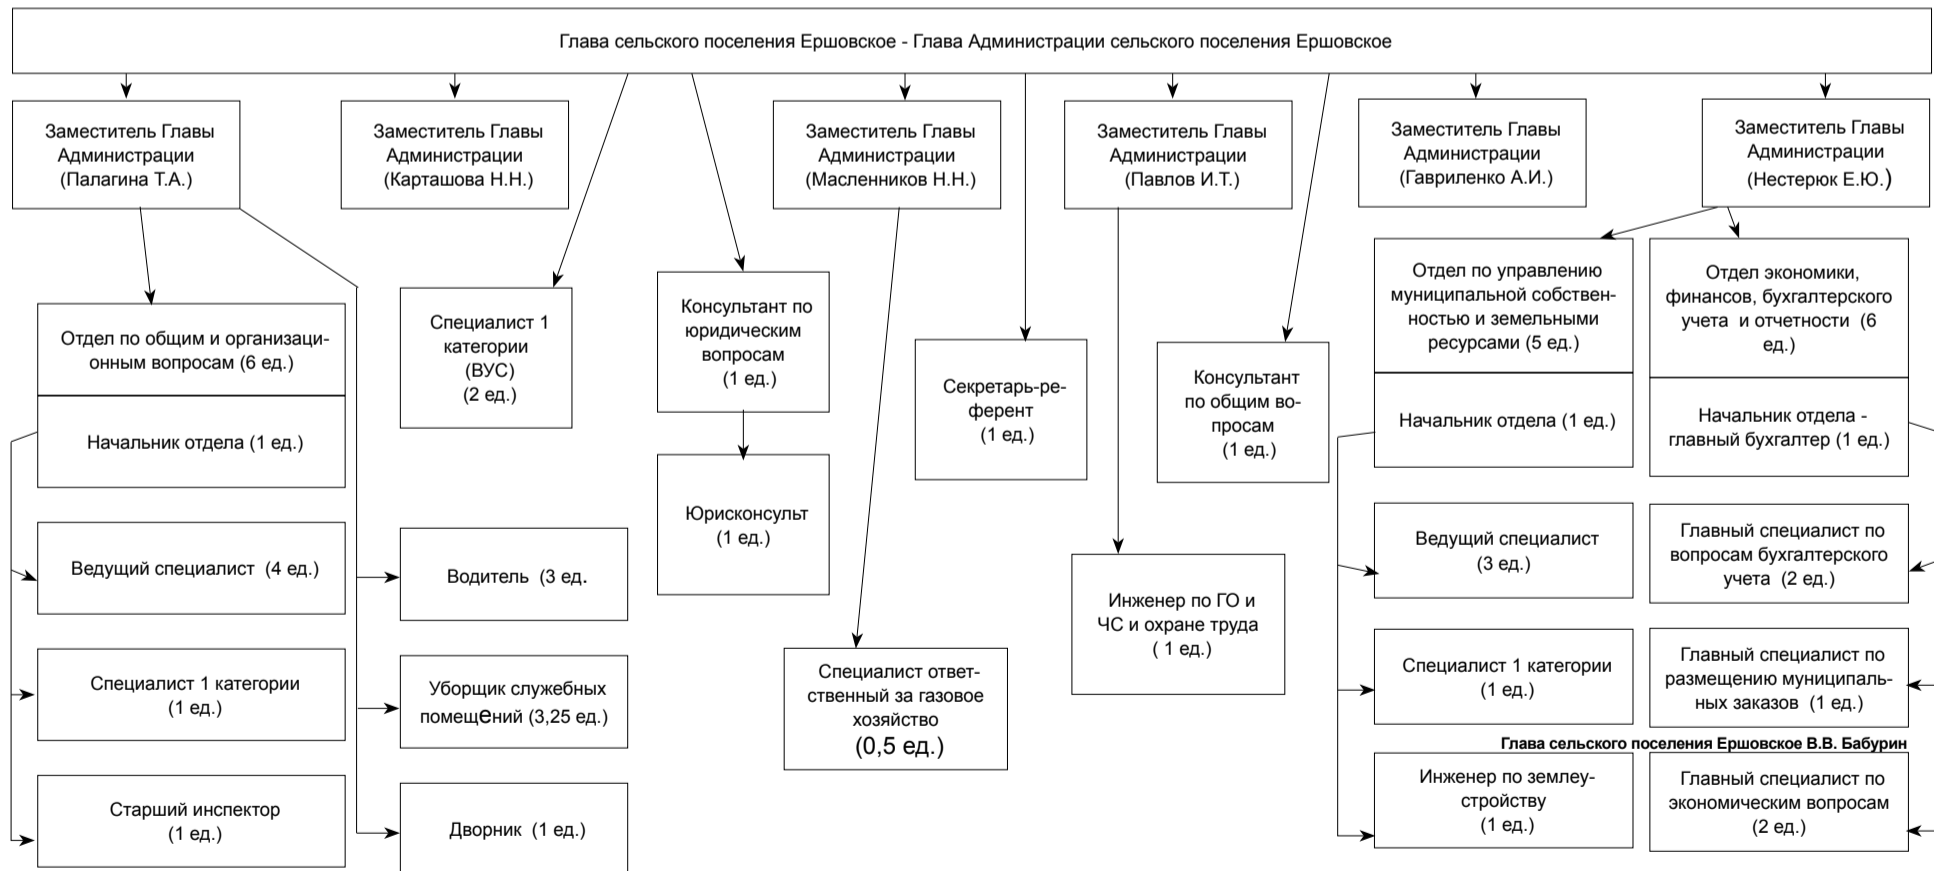 Глава сельского поселения Ершовское - Глава Администрации сельского поселения Ершовское
Заместитель Главы
Администрации
(Палагина Т.А.)
Заместитель Главы
Администрации
(Карташова Н.Н.)
Заместитель Главы
Администрации
(Масленников Н.Н.)
Заместитель Главы
Администрации
(Павлов И.Т.)
Заместитель Главы
Администрации
(Гавриленко А.И.)
Заместитель Главы
Администрации
(Нестерюк Е.Ю.)
Отдел по общим и организаци-
онным вопросам (6 ед.)
Начальник отдела (1 ед.)
Ведущий специалист (4 ед.)
Специалист 1 категории
(1 ед.)
Старший инспектор
(1 ед.)
Специалист 1
категории
(ВУС)
(2 ед.)
Водитель (3 ед.
Уборщик служебных
помещений (3,25 ед.)
Дворник (1 ед.)
Консультант по
юридическим
вопросам
(1 ед.)
Юрисконсульт
(1 ед.)
Специалист ответ-
ственный за газовое
хозяйство
(0,5 ед.)
Секретарь-ре-
ферент
(1 ед.)
Инженер по ГО и
ЧС и охране труда
( 1 ед.)
Консультант
по общим во-
просам
(1 ед.)
Отдел по управлению
муниципальной собствен-
ностью и земельными
ресурсами (5 ед.)
Начальник отдела (1 ед.)
Ведущий специалист
(3 ед.)
Специалист 1 категории
(1 ед.)
Инженер по землеу-
стройству
(1 ед.)
Отдел экономики,
финансов, бухгалтерского
учета и отчетности (6
ед.)
Начальник отдела -
главный бухгалтер (1 ед.)
Главный специалист по
вопросам бухгалтерского
учета (2 ед.)
Главный специалист по
размещению муниципаль-
ных заказов (1 ед.)
Глава сельского поселения Ершовское В.В. Бабурин
Главный специалист по
экономическим вопросам
(2 ед.)